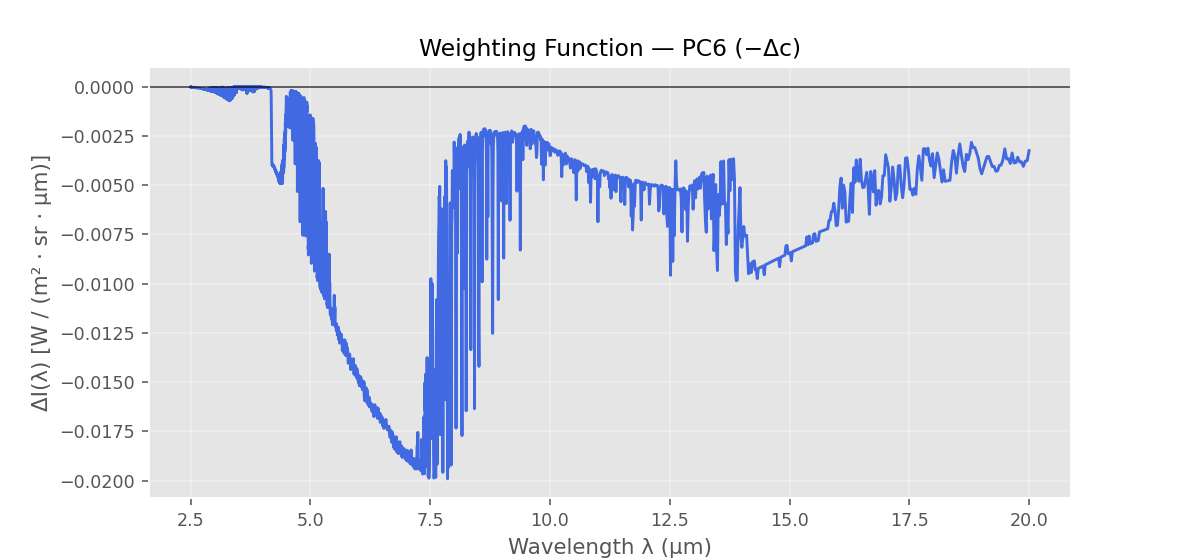 Weighting Function — PC6 (−Δc)
ΔI(λ) [W / (m² · sr · μm)]
0.0000
−0.0025
−0.0050
−0.0075
−0.0100
−0.0125
−0.0150
−0.0175
−0.0200
2.5 5.0 7.5 10.0 12.5 15.0 17.5 20.0
Wavelength λ (μm)